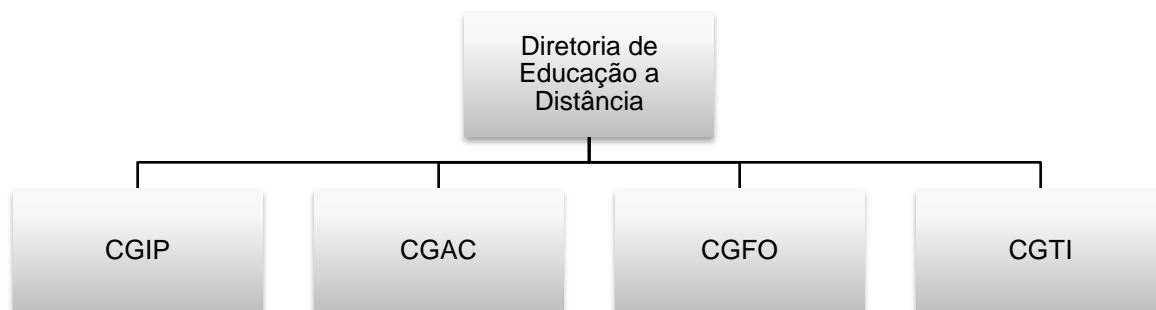 Diretoria de
Educação a
Distância
CGIP
CGAC
CGFO
CGTI